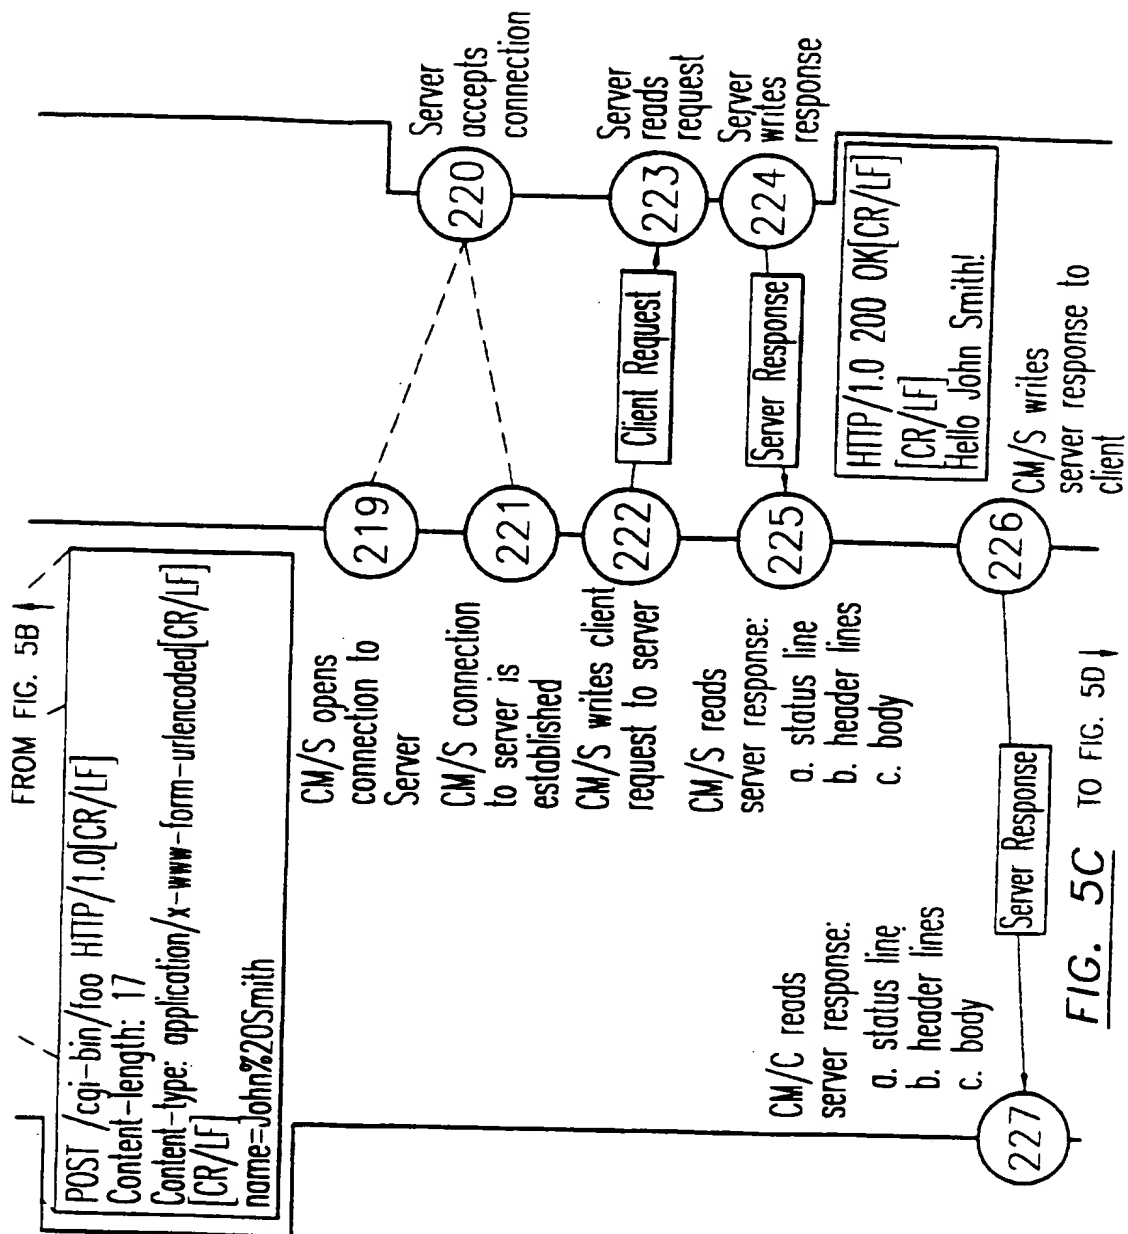 FROM FIG. 5B
POST /cgi-bin/foo HTTP/1.0[CR/LF]
Content-length: 17
Content-type: application/x-www-form-urlencoded[CR/LF]
[CR/LF]
name=John%20Smith
CM/S opens
connection to
Server
219
220
Server
accepts
connection
CM/S connection
to server is
established
221
CM/S writes client
request to server
222
Client Request
223
Server
reads
request
224
Server
writes
response
Server Response
225
CM/S reads
server response:
a. status line
b. header lines
c. body
HTTP/1.0 200 OK[CR/LF]
[CR/LF]
Hello John Smith!
226
CM/S writes
server response to
client
Server Response
227
CM/C reads
server response:
a. status line
b. header lines
c. body
FIG. 5C TO FIG. 5D